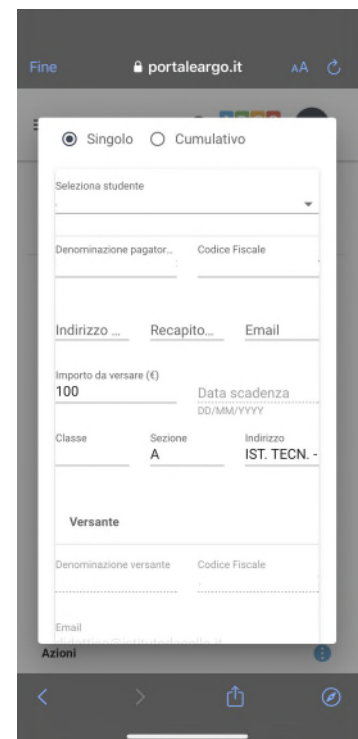 Fine portaleargo.it AA
Singolo Cumulativo
Seleziona studente
Denominazione pagator... Codice Fiscale
Indirizzo ... Recapito... Email
Importo da versare (€)
100 Data scadenza
DD/MM/YYYY
Classe Sezione Indirizzo
A IST. TECN. -
Versante
Denominazione versante Codice Fiscale
Email
Azioni